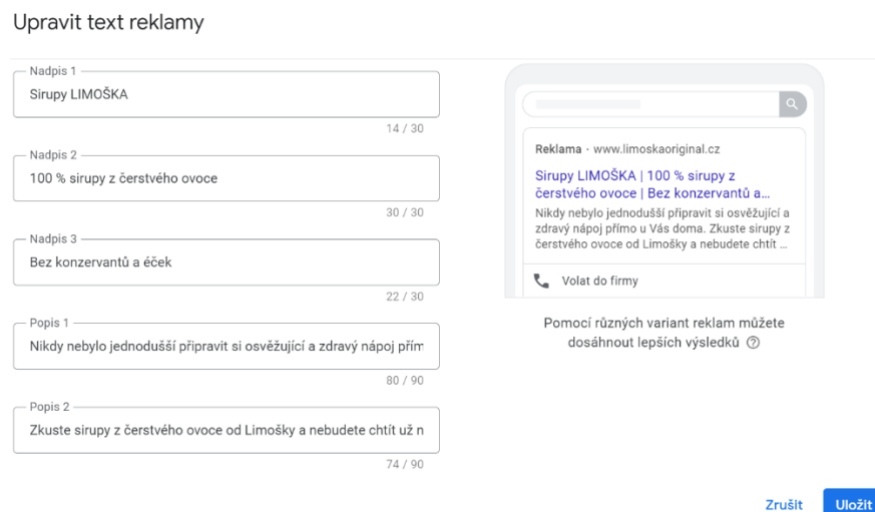 Upravit text reklamy
Nadpis 1
Sirupy LIMOŠKA
14 / 30
Nadpis 2
100 % sirupy z čerstvého ovoce
30 / 30
Nadpis 3
Bez konzervantů a éček
22 / 30
Popis 1
Nikdy nebylo jednodušší připravit si osvěžující a zdravý nápoj přím
80 / 90
Popis 2
Zkuste sirupy z čerstvého ovoce od Limošky a nebudete chtít už n
74 / 90
Reklama · www.limoskaoriginal.cz
Sirupy LIMOŠKA | 100 % sirupy z
čerstvého ovoce | Bez konzervantů a...
Nikdy nebylo jednodušší připravit si osvěžující a
zdravý nápoj přímo u Vás doma. Zkuste sirupy z
čerstvého ovoce od Limošky a nebudete chtít ...
Volat do firmy
Pomocí různých variant reklam můžete
dosáhnout lepších výsledků
Zrušit
Uložit